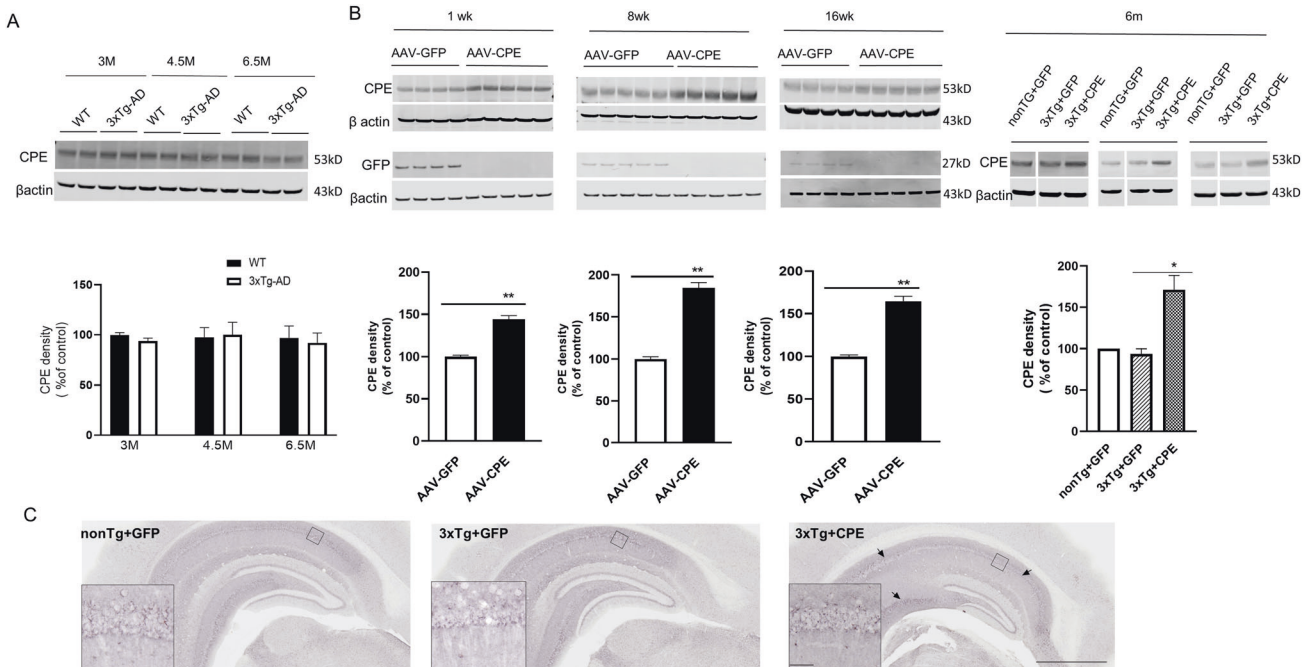 A
3M 4.5M 6.5M
WT 3xTg-AD WT 3xTg-AD WT 3xTg-AD
CPE 53kD
βactin 43kD
WT
3xTg-AD
CPE density
( %of control)
150
100
50
0
3M 4.5M 6.5M
B
1 wk 8wk 16wk 6m
AAV-GFP AAV-CPE AAV-GFP AAV-CPE AAV-GFP AAV-CPE
nonTG+GFP 3xTg+GFP 3xTg+CPE nonTG+GFP 3xTg+GFP 3xTg+CPE nonTG+GFP 3xTg+GFP 3xTg+CPE
CPE 53kD
β actin 43kD
GFP 27kD
βactin 43kD
CPE 53kD
βactin 43kD
CPE density
(% of control)
200
150
100
50
0
**
AAV-GFP AAV-CPE
CPE density
(% of control)
200
150
100
50
0
**
AAV-GFP AAV-CPE
CPE density
(% of control)
200
150
100
50
0
**
AAV-GFP AAV-CPE
CPE density
( %of control)
200
150
100
50
0
*
nonTg+GFP 3xTg+GFP 3xTg+CPE
C
nonTg+GFP 3xTg+GFP 3xTg+CPE